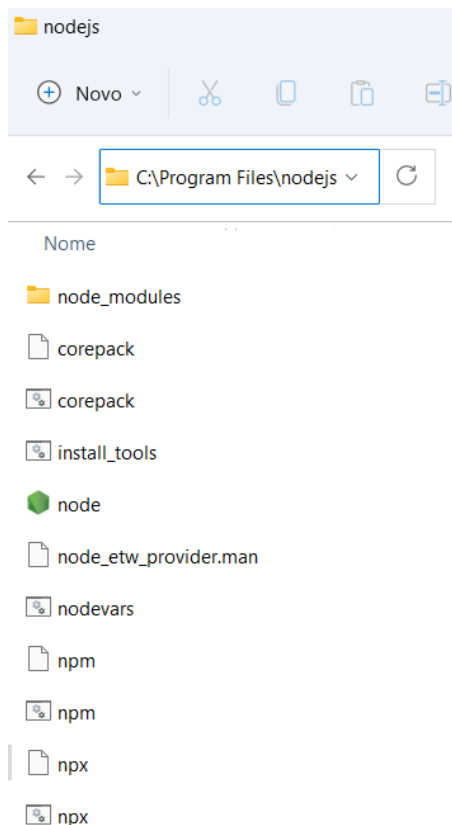 nodejs
Novo
C:\Program Files\nodejs
Nome
node_modules
corepack
corepack
install_tools
node
node_etw_provider.man
nodevars
npm
npm
npx
npx